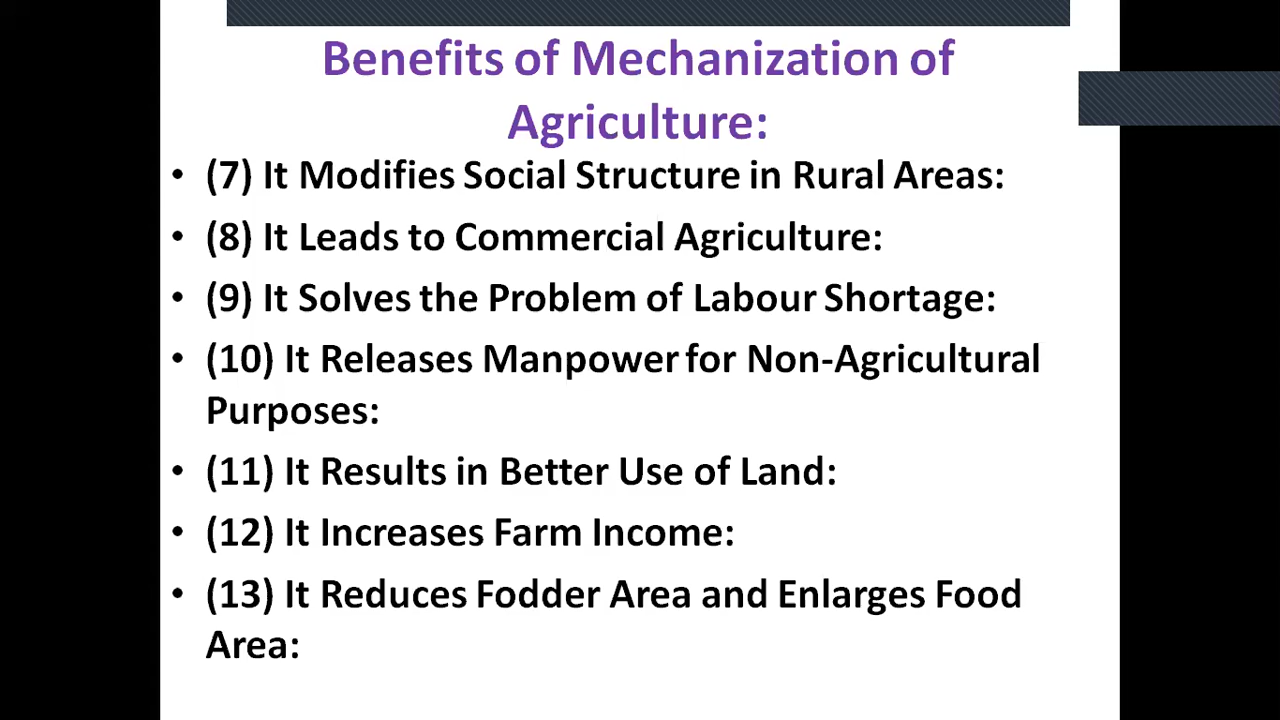 Benefits of Mechanization of
Agriculture:
• (7) It Modifies Social Structure in Rural Areas:
• (8) It Leads to Commercial Agriculture:
• (9) It Solves the Problem of Labour Shortage:
• (10) It Releases Manpower for Non-Agricultural
Purposes:
• (11) It Results in Better Use of Land:
• (12) It Increases Farm Income:
• (13) It Reduces Fodder Area and Enlarges Food
Area: